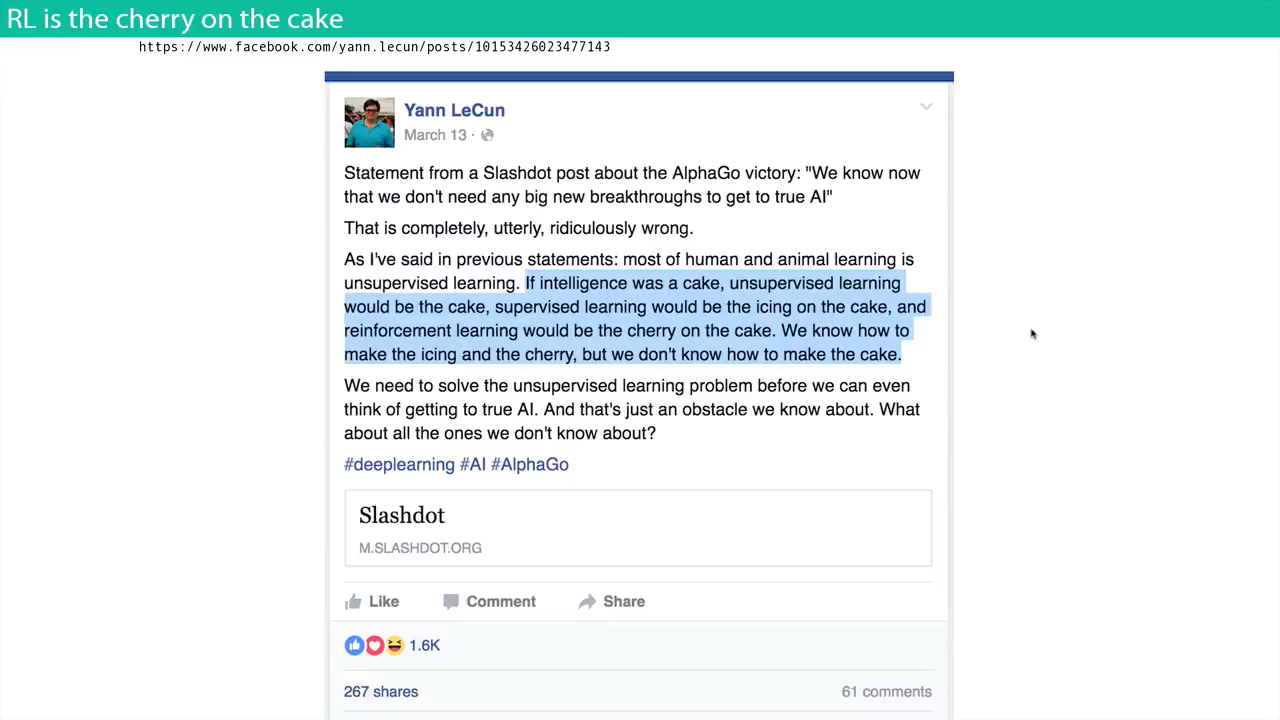 RL is the cherry on the cake
https://www.facebook.com/yann.lecun/posts/10153426023477143
Yann LeCun
March 13 ·
Statement from a Slashdot post about the AlphaGo victory: "We know now
that we don't need any big new breakthroughs to get to true AI"
That is completely, utterly, ridiculously wrong.
As I've said in previous statements: most of human and animal learning is
unsupervised learning. If intelligence was a cake, unsupervised learning
would be the cake, supervised learning would be the icing on the cake, and
reinforcement learning would be the cherry on the cake. We know how to
make the icing and the cherry, but we don't know how to make the cake.
We need to solve the unsupervised learning problem before we can even
think of getting to true AI. And that's just an obstacle we know about. What
about all the ones we don't know about?
#deeplearning #AI #AlphaGo
Slashdot
M.SLASHDOT.ORG
Like Comment Share
1.6K
267 shares 61 comments